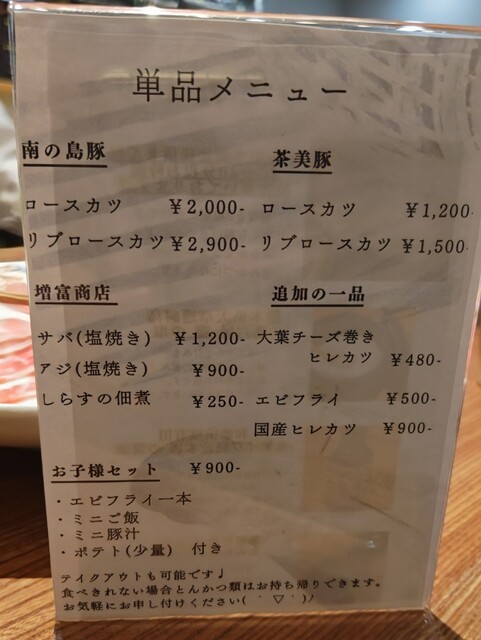 単品メニュー
南の島豚
ロースカツ ¥2,000-
リブロースカツ ¥2,900-
茶美豚
ロースカツ ¥1,200-
リブロースカツ ¥1,500-
増富商店
サバ(塩焼き) ¥1,200-
アジ(塩焼き) ¥900-
しらすの佃煮 ¥250-
追加の一品
大葉チーズ巻き
ヒレカツ ¥480-
エビフライ ¥500-
国産ヒレカツ ¥900-
お子様セット ¥900-
・エビフライ一本
・ミニご飯
・ミニ豚汁
・ポテト(少量) 付き
テイクアウトも可能です♩
食べきれない場合とんかつ類はお持ち帰りできます。
お気軽にお申し付けください( ˙ ▽ ˙ )ﾉ